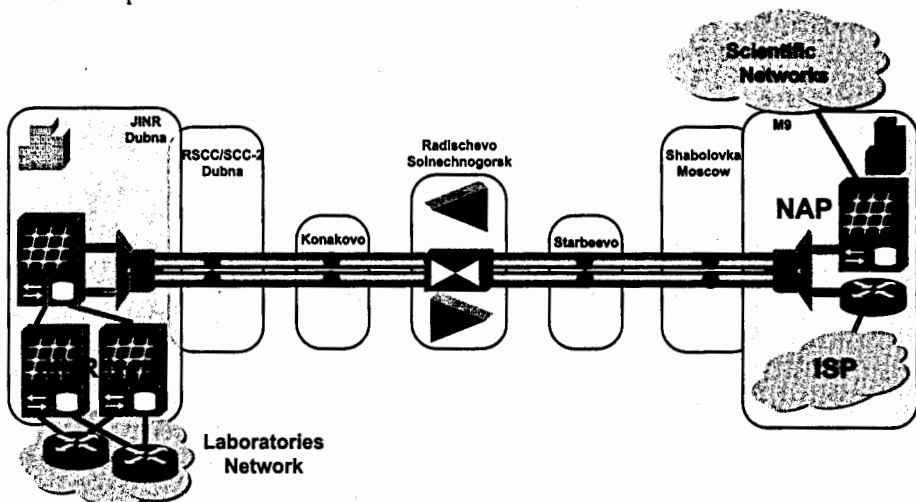 Scientific
Networks
JINR
Dubna
RSCC/SCC-2
Dubna
Radischevo
Solnechnogorsk
Shabolovka
Moscow
M9
NAP
Konakovo
Starbeevo
ISP
Laboratories
Network